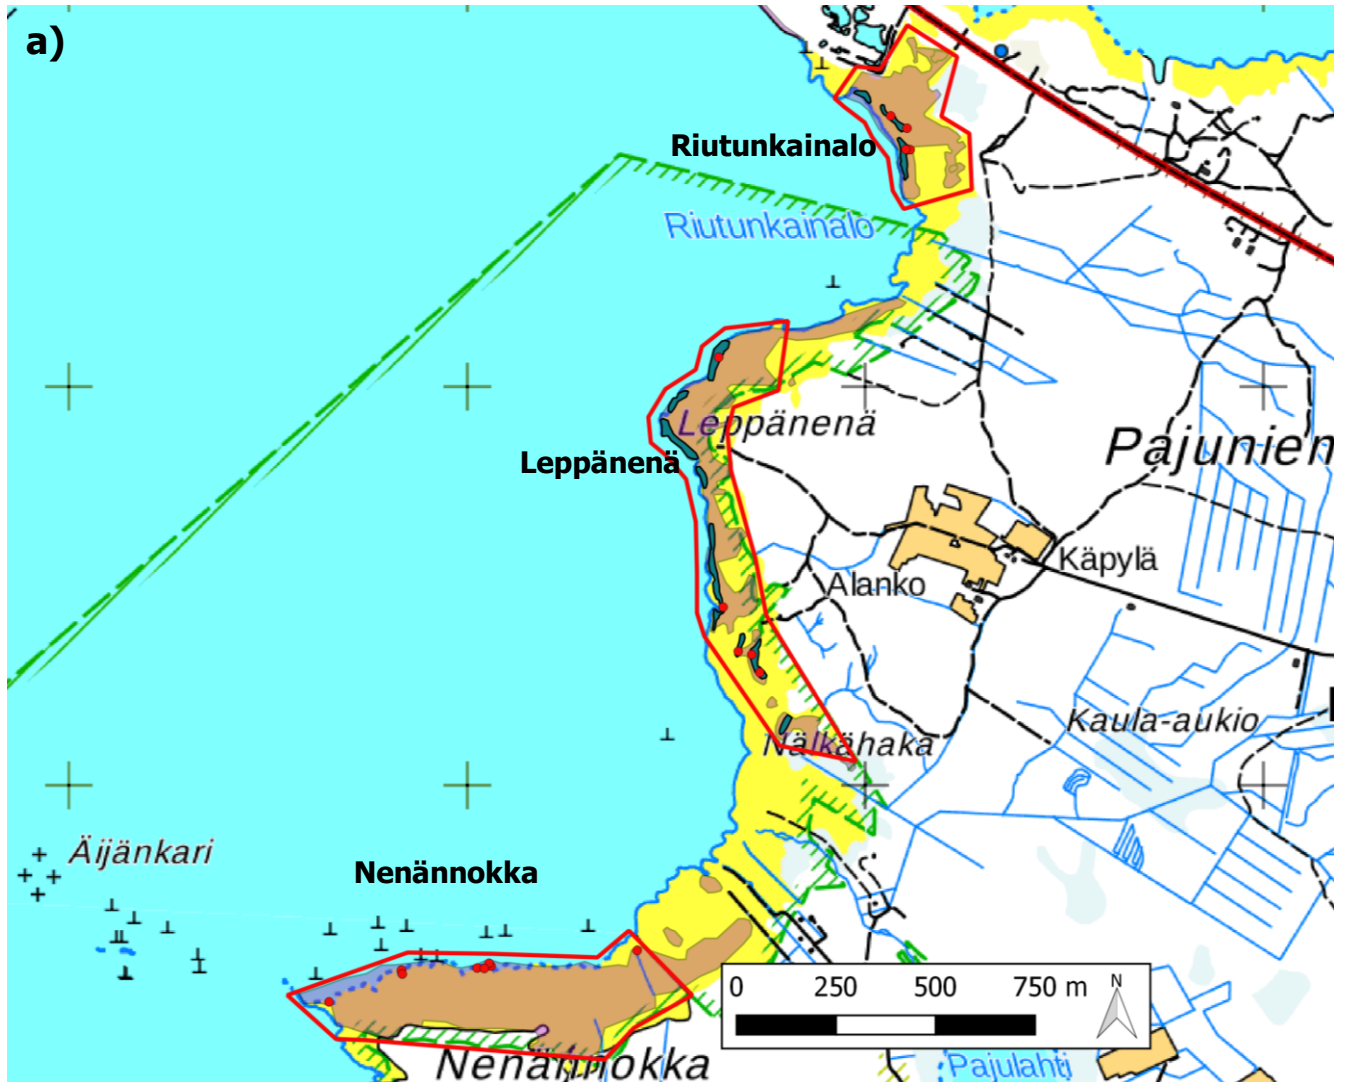 a)
Riutunkainalo
Riutunkainalo
Leppänenä
Pajunien
Leppänenä
Käpylä
Alanko
Kaula-aukio
Nälkähaka
Äijänkari
Nenännokka
0 250 500 750 m
N
Nenännokka
Pajulahti